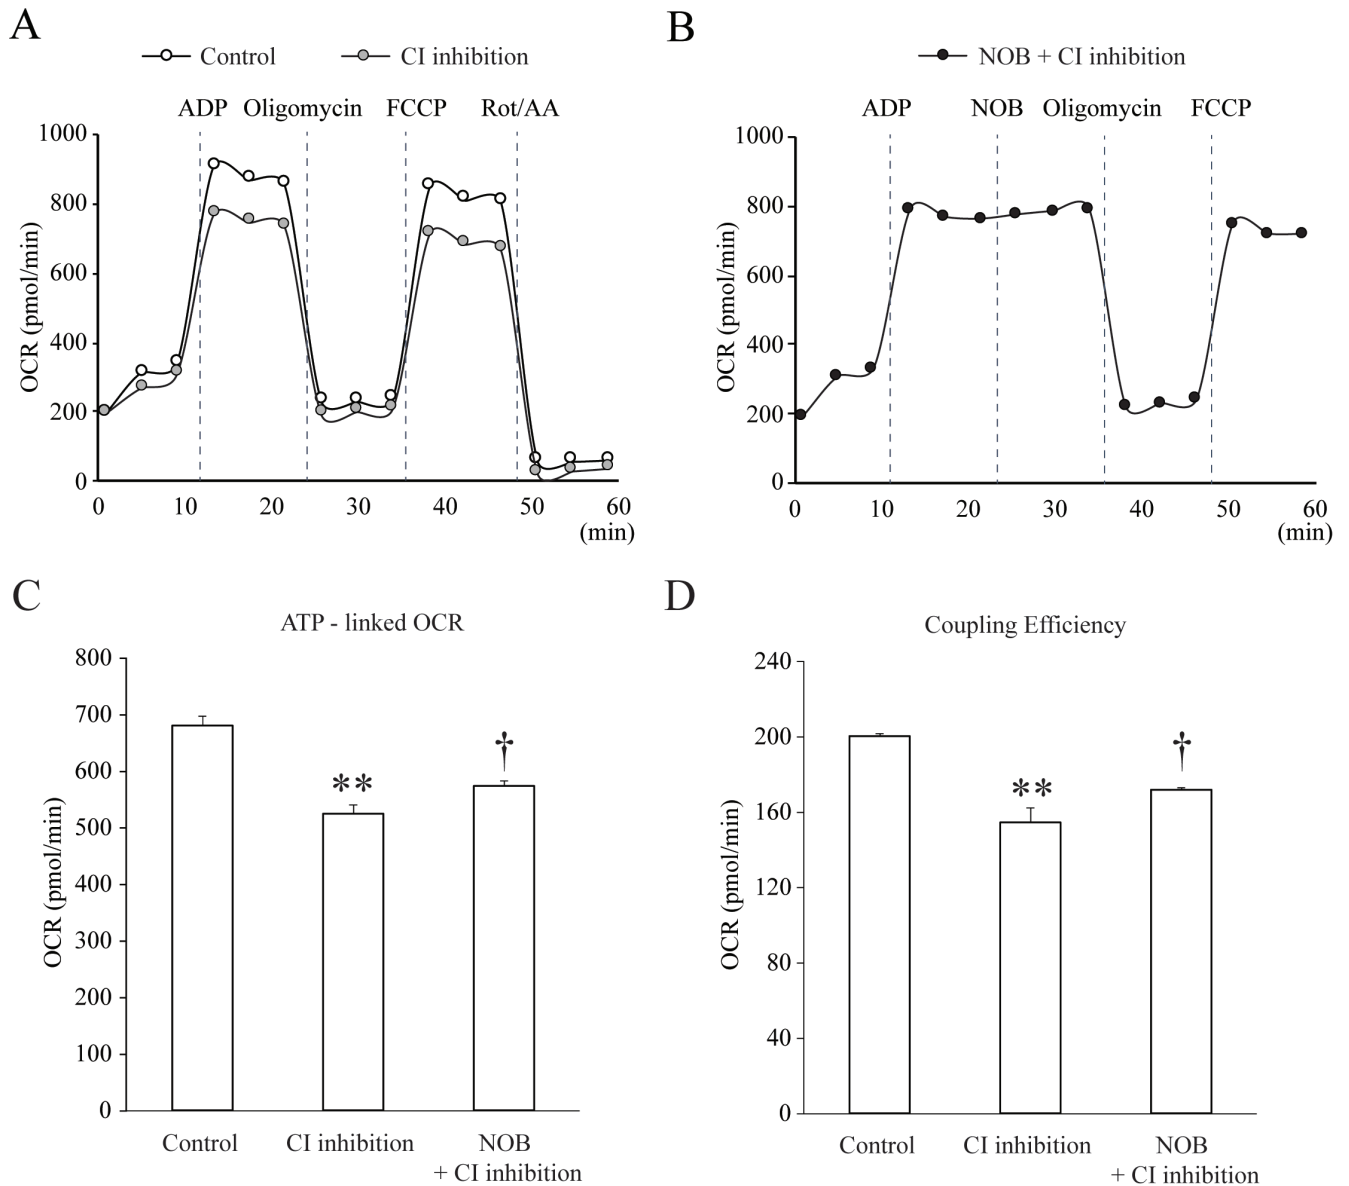 A
Control
CI inhibition
ADP
Oligomycin
FCCP
Rot/AA
1000
800
600
400
200
0
OCR (pmol/min)
0
10
20
30
40
50
60
(min)
B
NOB + CI inhibition
ADP
NOB
Oligomycin
FCCP
1000
800
600
400
200
0
OCR (pmol/min)
0
10
20
30
40
50
60
(min)
C
ATP - linked OCR
800
700
600
500
400
300
200
100
0
OCR (pmol/min)
**
†
Control
CI inhibition
NOB
+ CI inhibition
D
Coupling Efficiency
240
200
160
120
80
40
0
OCR (pmol/min)
**
†
Control
CI inhibition
NOB
+ CI inhibition